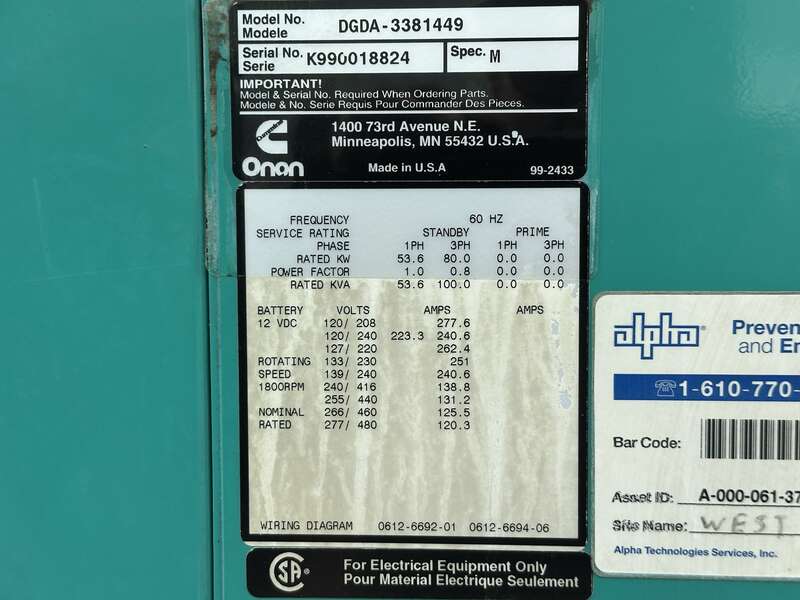 Model No. DGDA-3381449
Modele
Serial No. K990018824 Spec. M
Serie
IMPORTANT!
Model & Serial No. Required When Ordering Parts.
Modele & No. Serie Requis Pour Commander Des Pieces.
1400 73rd Avenue N.E.
Minneapolis, MN 55432 U.S.A.
Onan
Made in U.S.A
99-2433
FREQUENCY 60 HZ
SERVICE RATING STANDBY PRIME
PHASE 1PH 3PH 1PH 3PH
RATED KW 53.6 80.0 0.0 0.0
POWER FACTOR 1.0 0.8 0.0 0.0
RATED KVA 53.6 100.0 0.0 0.0
BATTERY VOLTS AMPS AMPS
12 VDC 120/ 208 277.6
120/ 240 223.3 240.6
127/ 220 262.4
ROTATING 133/ 230 251
SPEED 139/ 240 240.6
1800RPM 240/ 416 138.8
255/ 440 131.2
NOMINAL 266/ 460 125.5
RATED 277/ 480 120.3
WIRING DIAGRAM 0612-6692-01 0612-6694-06
For Electrical Equipment Only
Pour Material Electrique Seulement
alpha
Preven
and En
1-610-770-
Bar Code:
Asset ID: A-000-061-37
Site Name: WEST
Alpha Technologies Services, Inc.